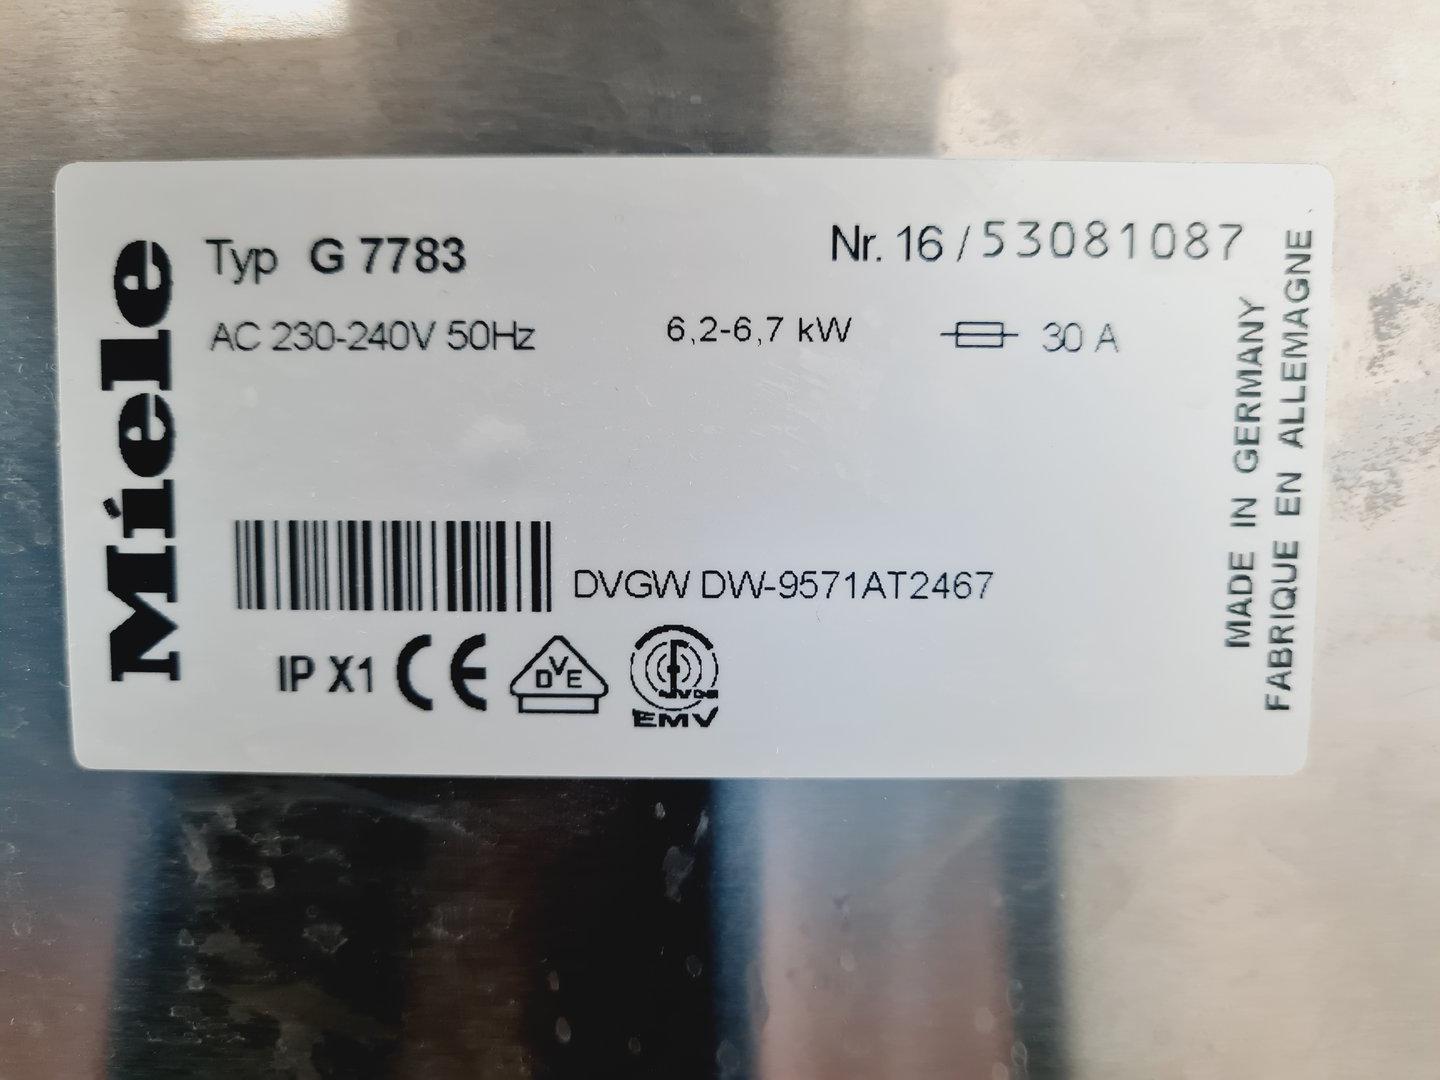 Miele
Typ G 7783
Nr. 16 / 53081087
AC 230-240V 50Hz
6,2-6,7 kW
30 A
DVGW DW-9571AT2467
IP X1 CE
DVE
EMV
MADE IN GERMANY
FABRIQUE EN ALLEMAGNE